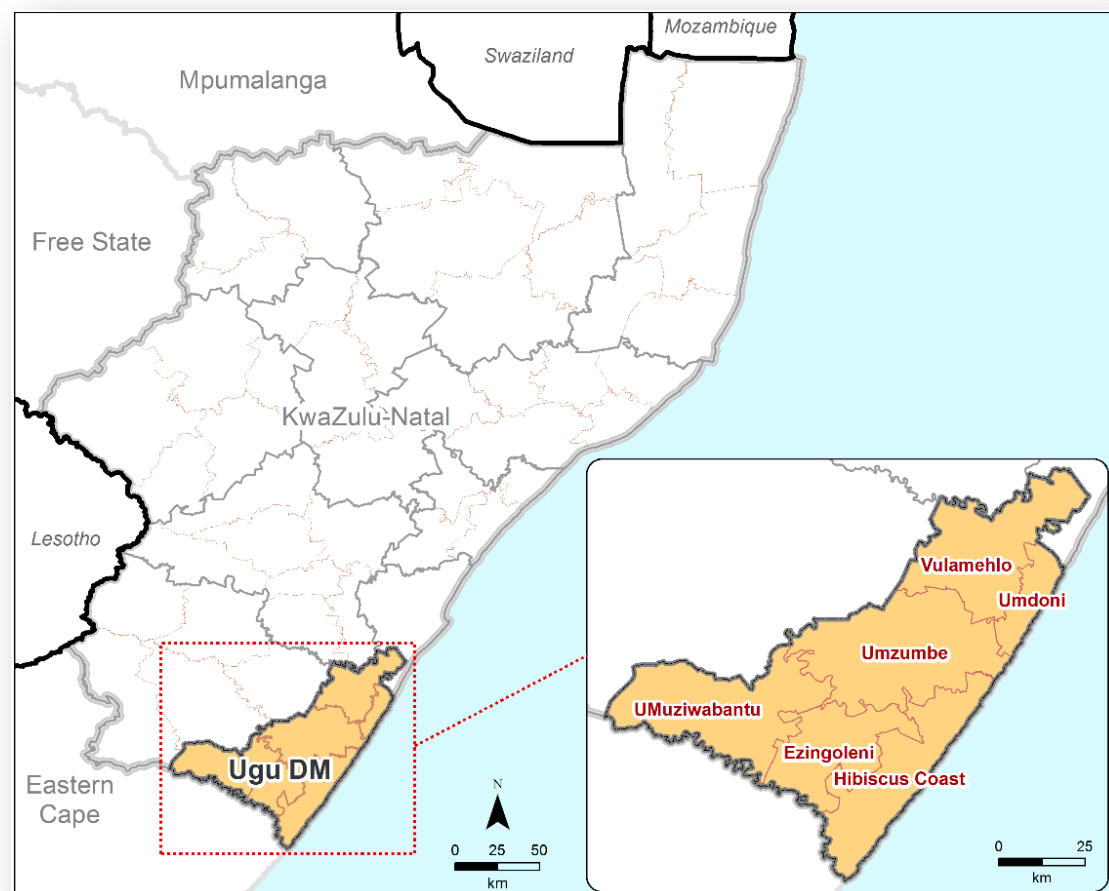 Mozambique
Swaziland
Mpumalanga
Free State
KwaZulu-Natal
Lesotho
Vulamehlo
Umdoni
Umzumbe
UMuziwabantu
Ezingoleni
Hibiscus Coast
Ugu DM
Eastern
Cape
N
0 25 50
km
0 25
km